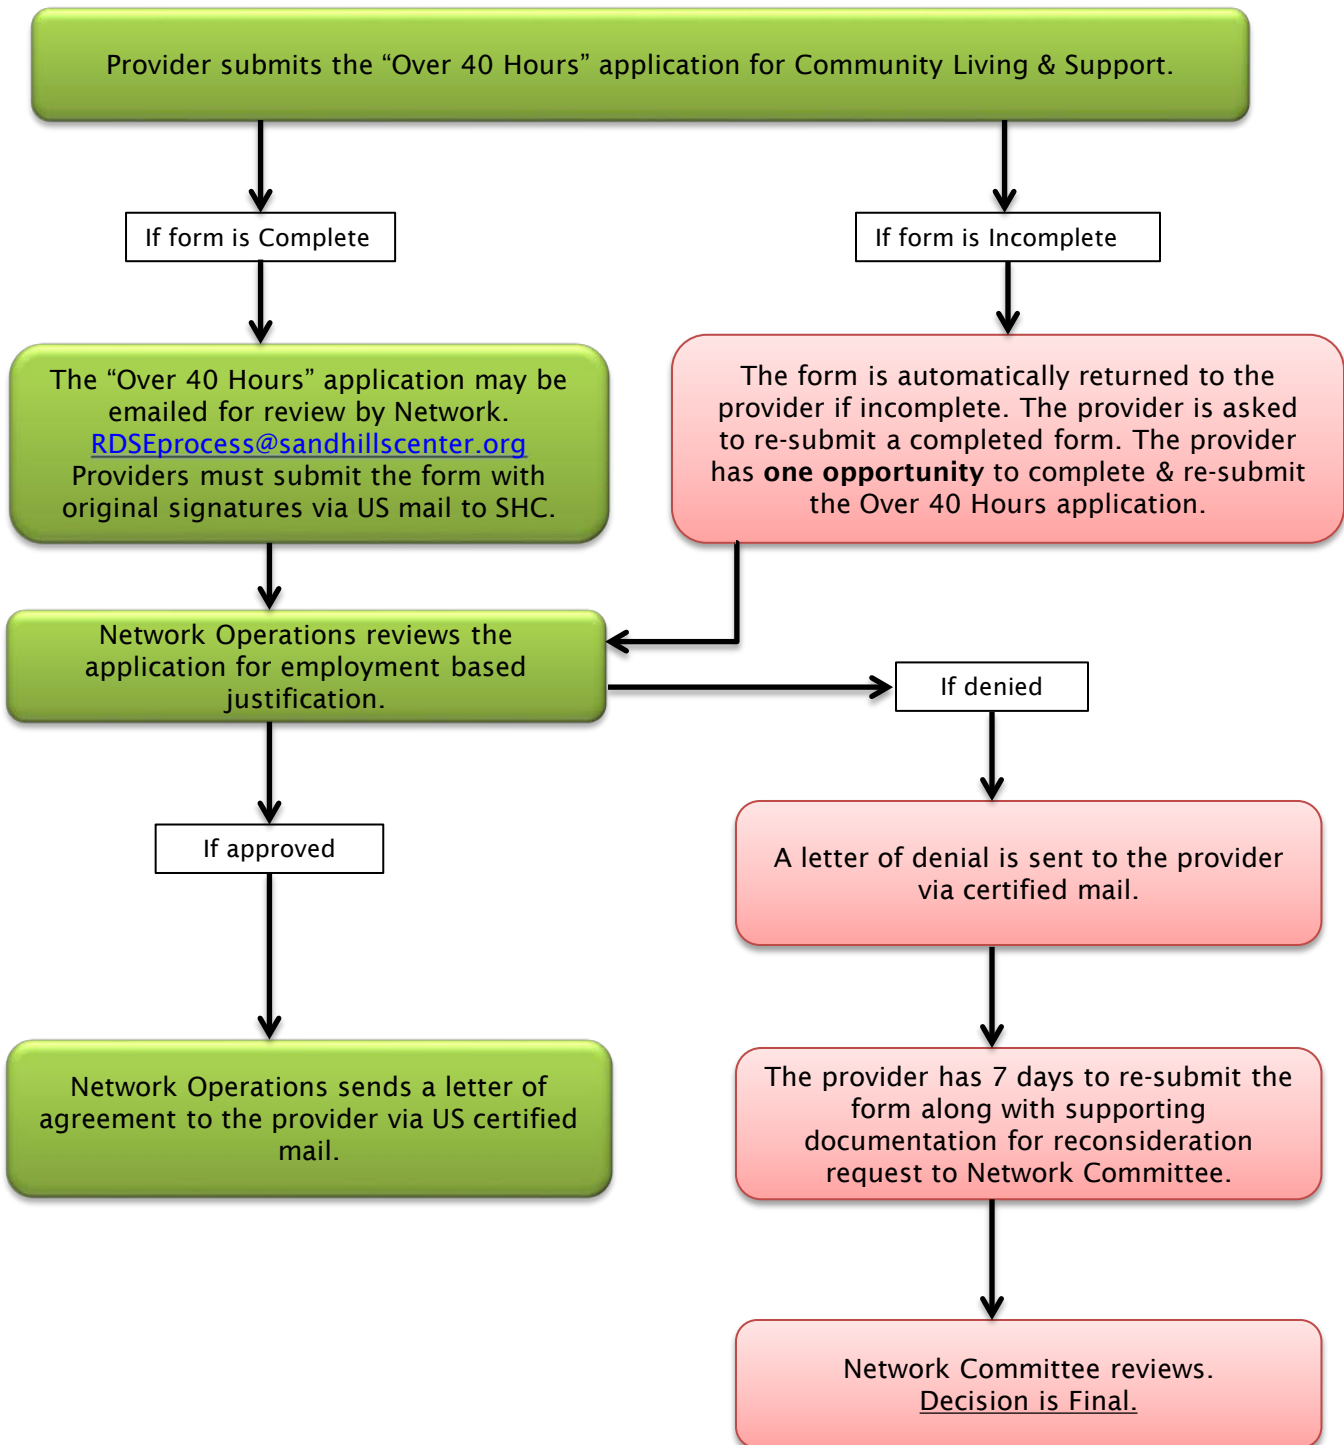 Provider submits the “Over 40 Hours” application for Community Living & Support.
If form is Complete
If form is Incomplete
The “Over 40 Hours” application may be
emailed for review by Network.
RDSEprocess@sandhillscenter.org
Providers must submit the form with
original signatures via US mail to SHC.
The form is automatically returned to the
provider if incomplete. The provider is asked
to re-submit a completed form. The provider
has one opportunity to complete & re-submit
the Over 40 Hours application.
Network Operations reviews the
application for employment based
justification.
If denied
If approved
A letter of denial is sent to the provider
via certified mail.
Network Operations sends a letter of
agreement to the provider via US certified
mail.
The provider has 7 days to re-submit the
form along with supporting
documentation for reconsideration
request to Network Committee.
Network Committee reviews.
Decision is Final.